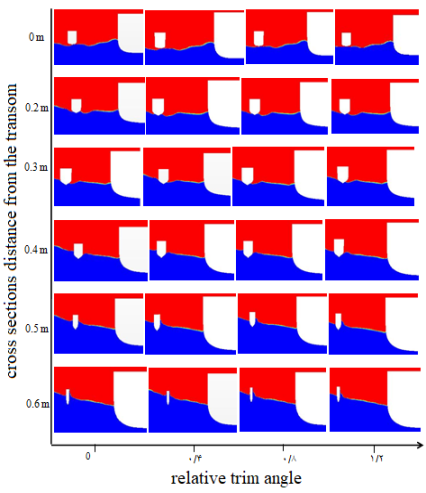 cross sections distance from the transom
0 m
0.2 m
0.3 m
0.4 m
0.5 m
0.6 m
0 ۰/۴ ۰/۸ ۱/۲
relative trim angle